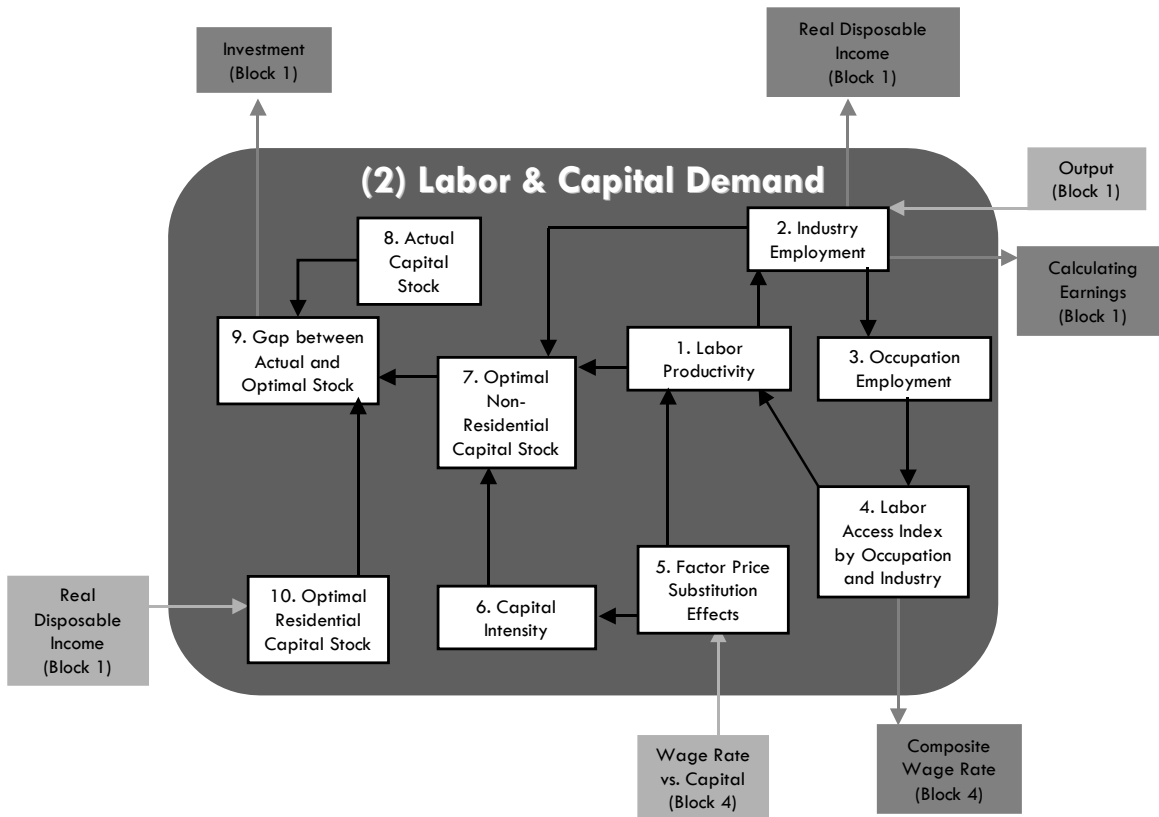 Investment
(Block 1)
Real Disposable
Income
(Block 1)
(2) Labor & Capital Demand
Output
(Block 1)
8. Actual
Capital
Stock
2. Industry
Employment
Calculating
Earnings
(Block 1)
9. Gap between
Actual and
Optimal Stock
7. Optimal
Non-
Residential
Capital Stock
1. Labor
Productivity
3. Occupation
Employment
4. Labor
Access Index
by Occupation
and Industry
Real
Disposable
Income
(Block 1)
10. Optimal
Residential
Capital Stock
6. Capital
Intensity
5. Factor Price
Substitution
Effects
Wage Rate
vs. Capital
(Block 4)
Composite
Wage Rate
(Block 4)